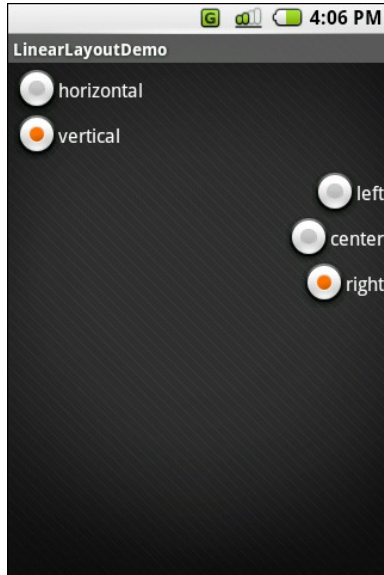 G 4:06 PM
LinearLayoutDemo
horizontal
vertical
left
center
right